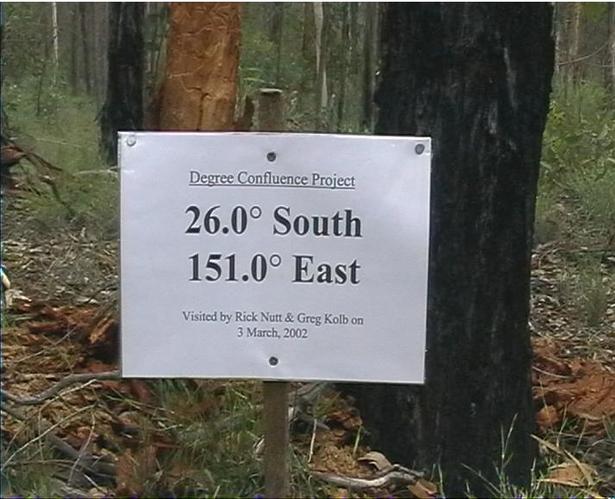 Degree Confluence Project
26.0° South
151.0° East
Visited by Rick Nutt & Greg Kolb on
3 March, 2002